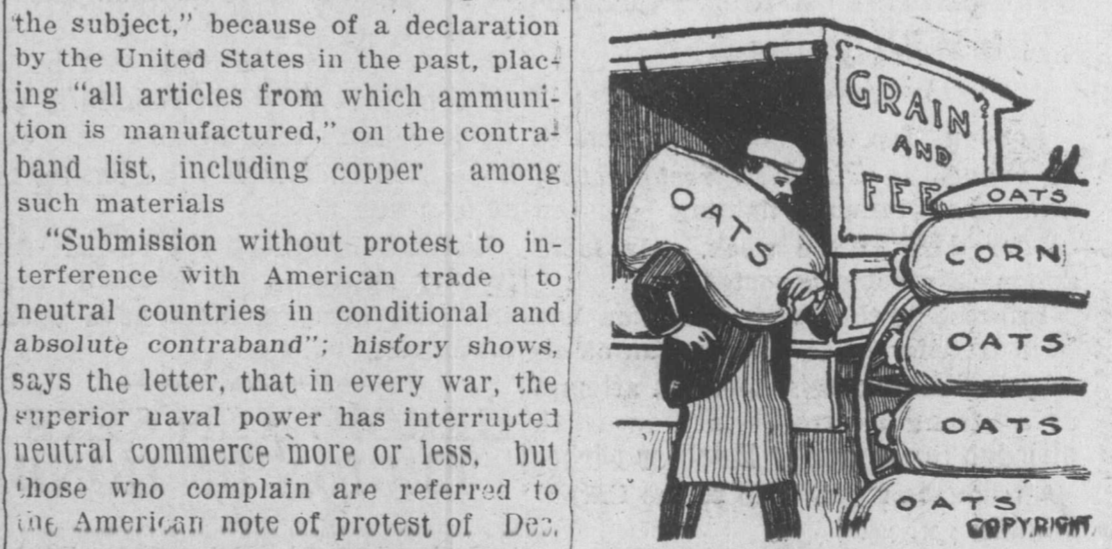 the subject,” because of a declaration
by the United States in the past, plac-
ing “all articles from which ammuni-
tion is manufactured,” on the contra-
band list, including copper among
such materials
“Submission without protest to in-
terference with American trade to
neutral countries in conditional and
absolute contraband”; history shows,
says the letter, that in every war, the
superior naval power has interrupted
neutral commerce more or less, but
those who complain are referred to
the American note of protest of Dec.
GRAIN
AND
FEE
OATS
OATS
CORN
OATS
OATS
OATS
COPYRIGHT